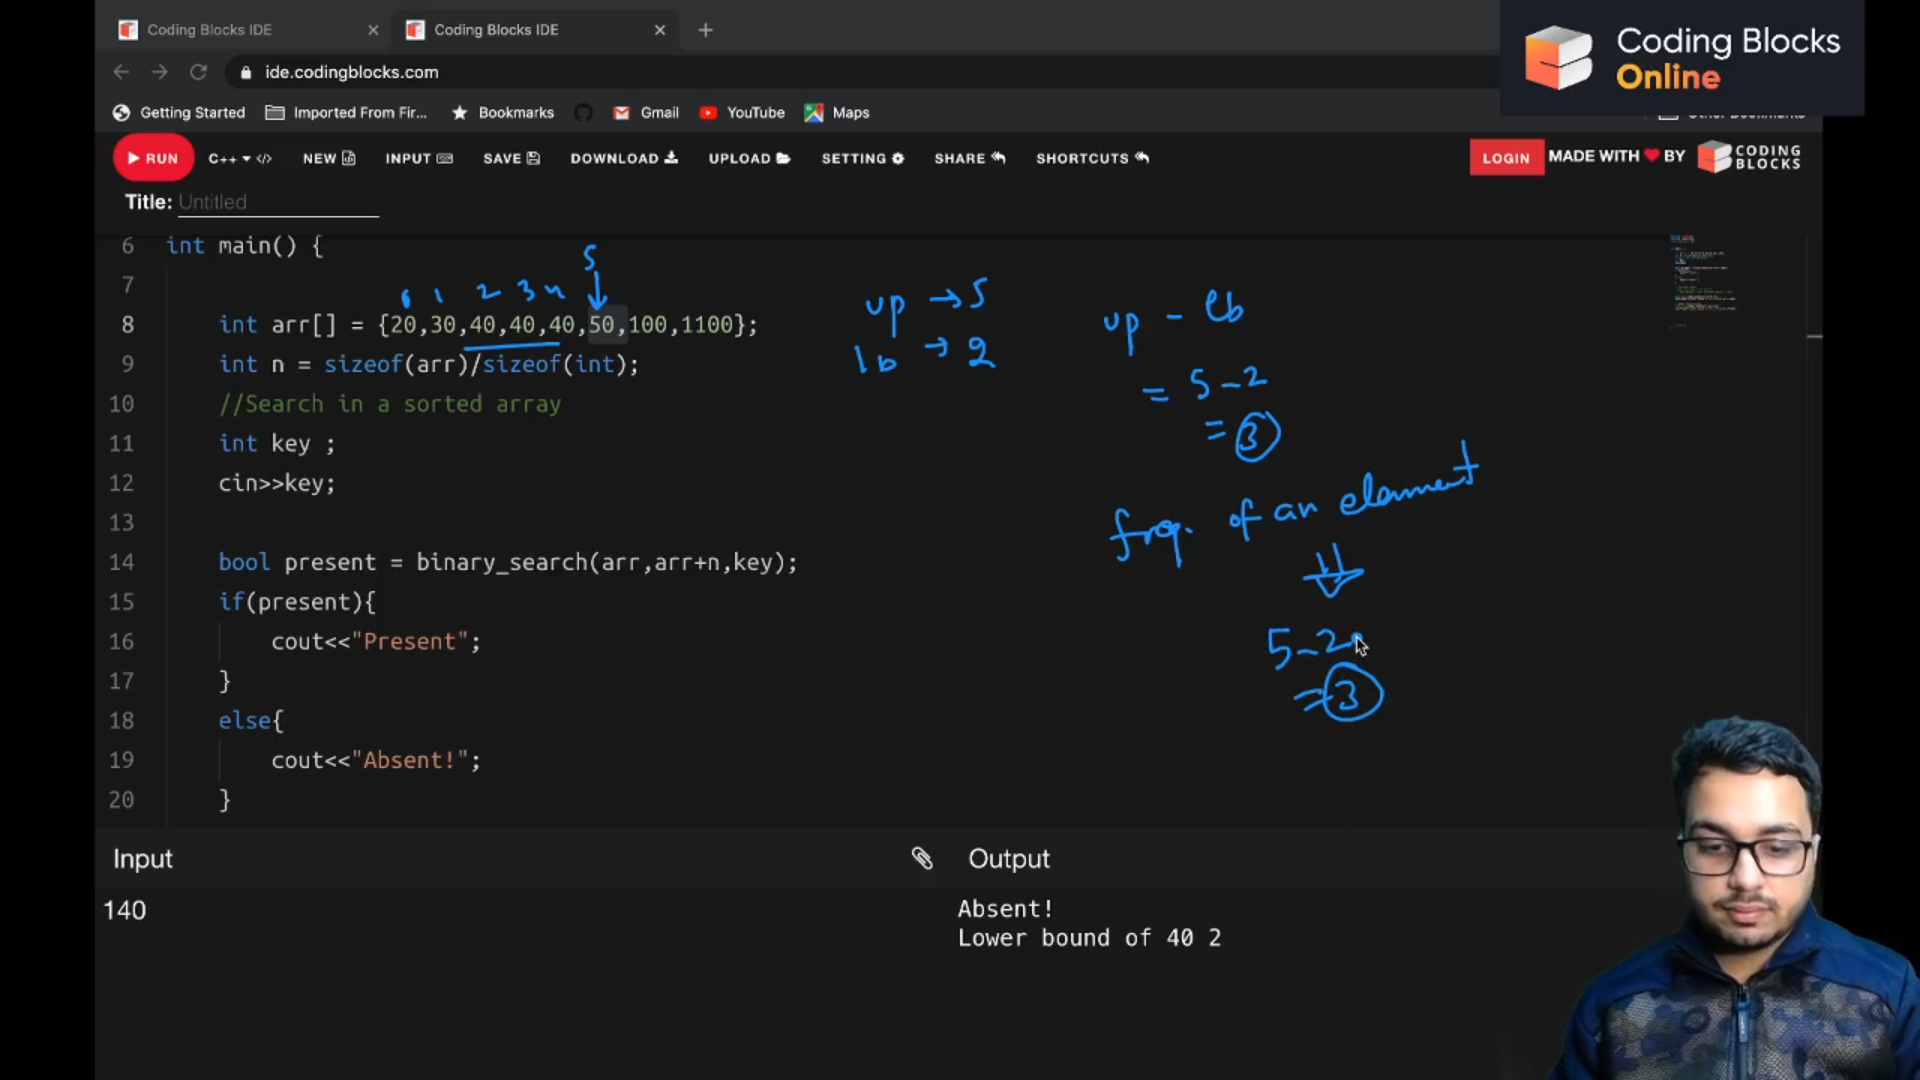 Coding Blocks IDE
Coding Blocks IDE
Coding Blocks
Online
ide.codingblocks.com
Getting Started Imported From Fir... Bookmarks Gmail YouTube Maps
RUN C++ NEW INPUT SAVE DOWNLOAD UPLOAD SETTING SHARE SHORTCUTS LOGIN MADE WITH BY CODING BLOCKS
Title: Untitled
6 int main() {
5
7
0 1 2 3 4
8 int arr[] = {20,30,40,40,40,50,100,1100};
9 int n = sizeof(arr)/sizeof(int);
10 //Search in a sorted array
11 int key ;
12 cin>>key;
13
14 bool present = binary_search(arr,arr+n,key);
15 if(present){
16 cout<<"Present";
17 }
18 else{
19 cout<<"Absent!";
20 }
up → 5
lb → 2
up - lb
= 5-2
= 3
freq. of an element
5-2
= 3
Input
140
Output
Absent!
Lower bound of 40 2